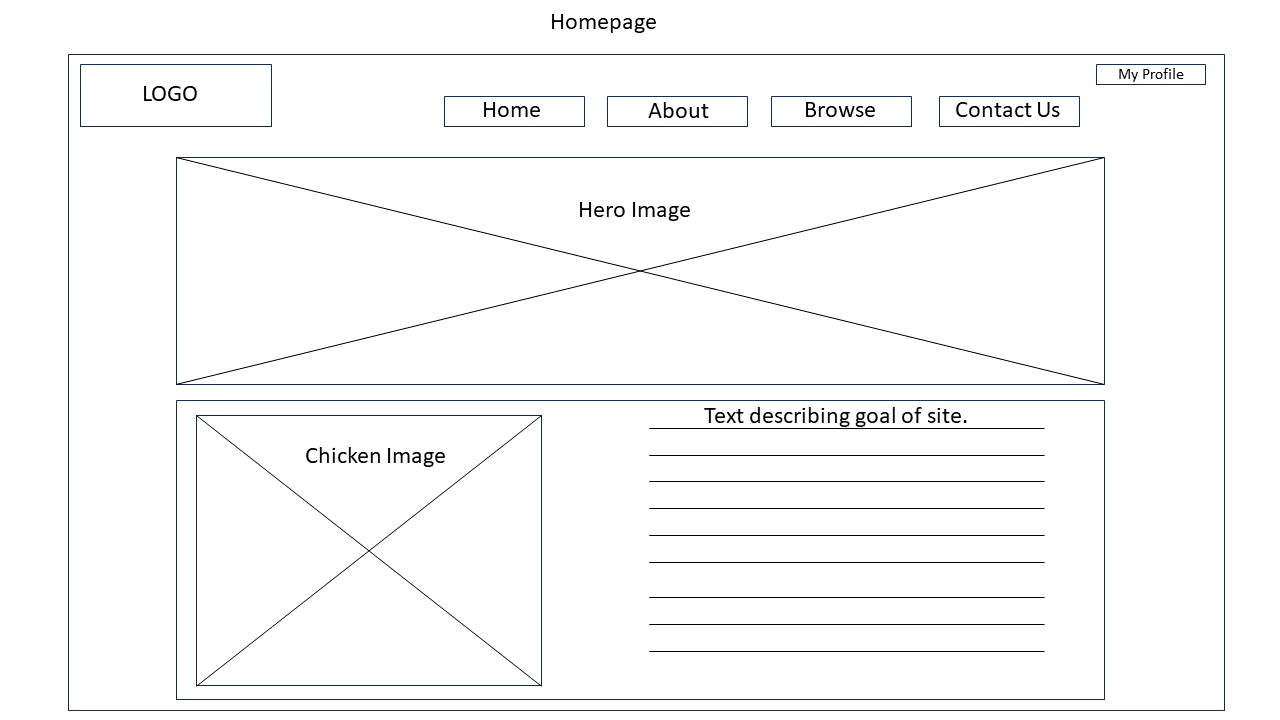 Homepage
LOGO
My Profile
Home
About
Browse
Contact Us
Hero Image
Chicken Image
Text describing goal of site.